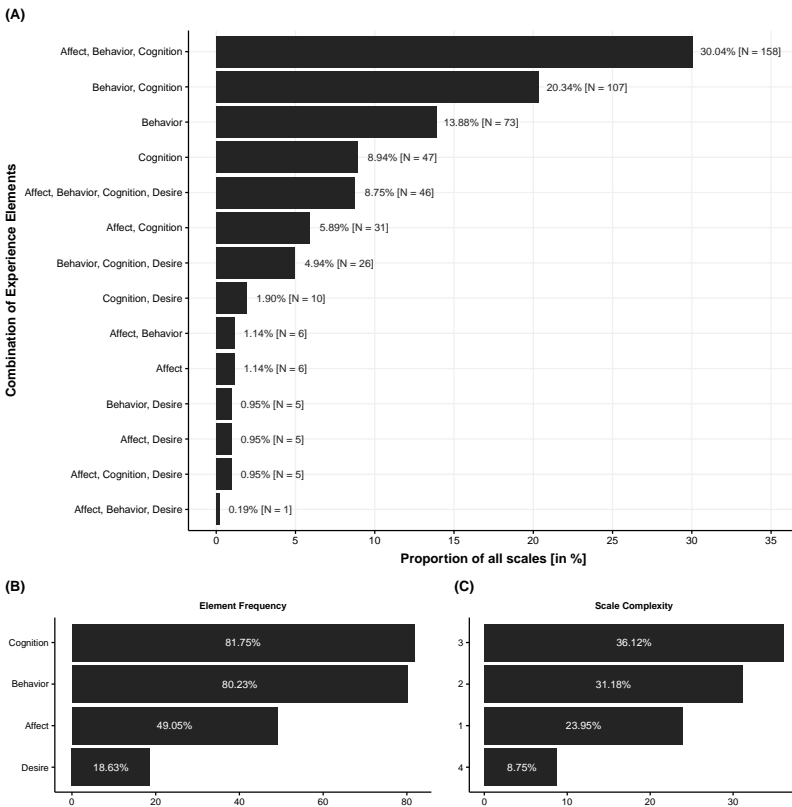 (A)
Affect, Behavior, Cognition 30.04% [N = 158]
Behavior, Cognition 20.34% [N = 107]
Behavior 13.88% [N = 73]
Cognition 8.94% [N = 47]
Affect, Behavior, Cognition, Desire 8.75% [N = 46]
Affect, Cognition 5.89% [N = 31]
Behavior, Cognition, Desire 4.94% [N = 26]
Cognition, Desire 1.90% [N = 10]
Affect, Behavior 1.14% [N = 6]
Affect 1.14% [N = 6]
Behavior, Desire 0.95% [N = 5]
Affect, Desire 0.95% [N = 5]
Affect, Cognition, Desire 0.95% [N = 5]
Affect, Behavior, Desire 0.19% [N = 1]
Combination of Experience Elements
0 5 10 15 20 25 30 35
Proportion of all scales [in %]
(B)
Element Frequency
Cognition 81.75%
Behavior 80.23%
Affect 49.05%
Desire 18.63%
0 20 40 60 80
(C)
Scale Complexity
3 36.12%
2 31.18%
1 23.95%
4 8.75%
0 10 20 30